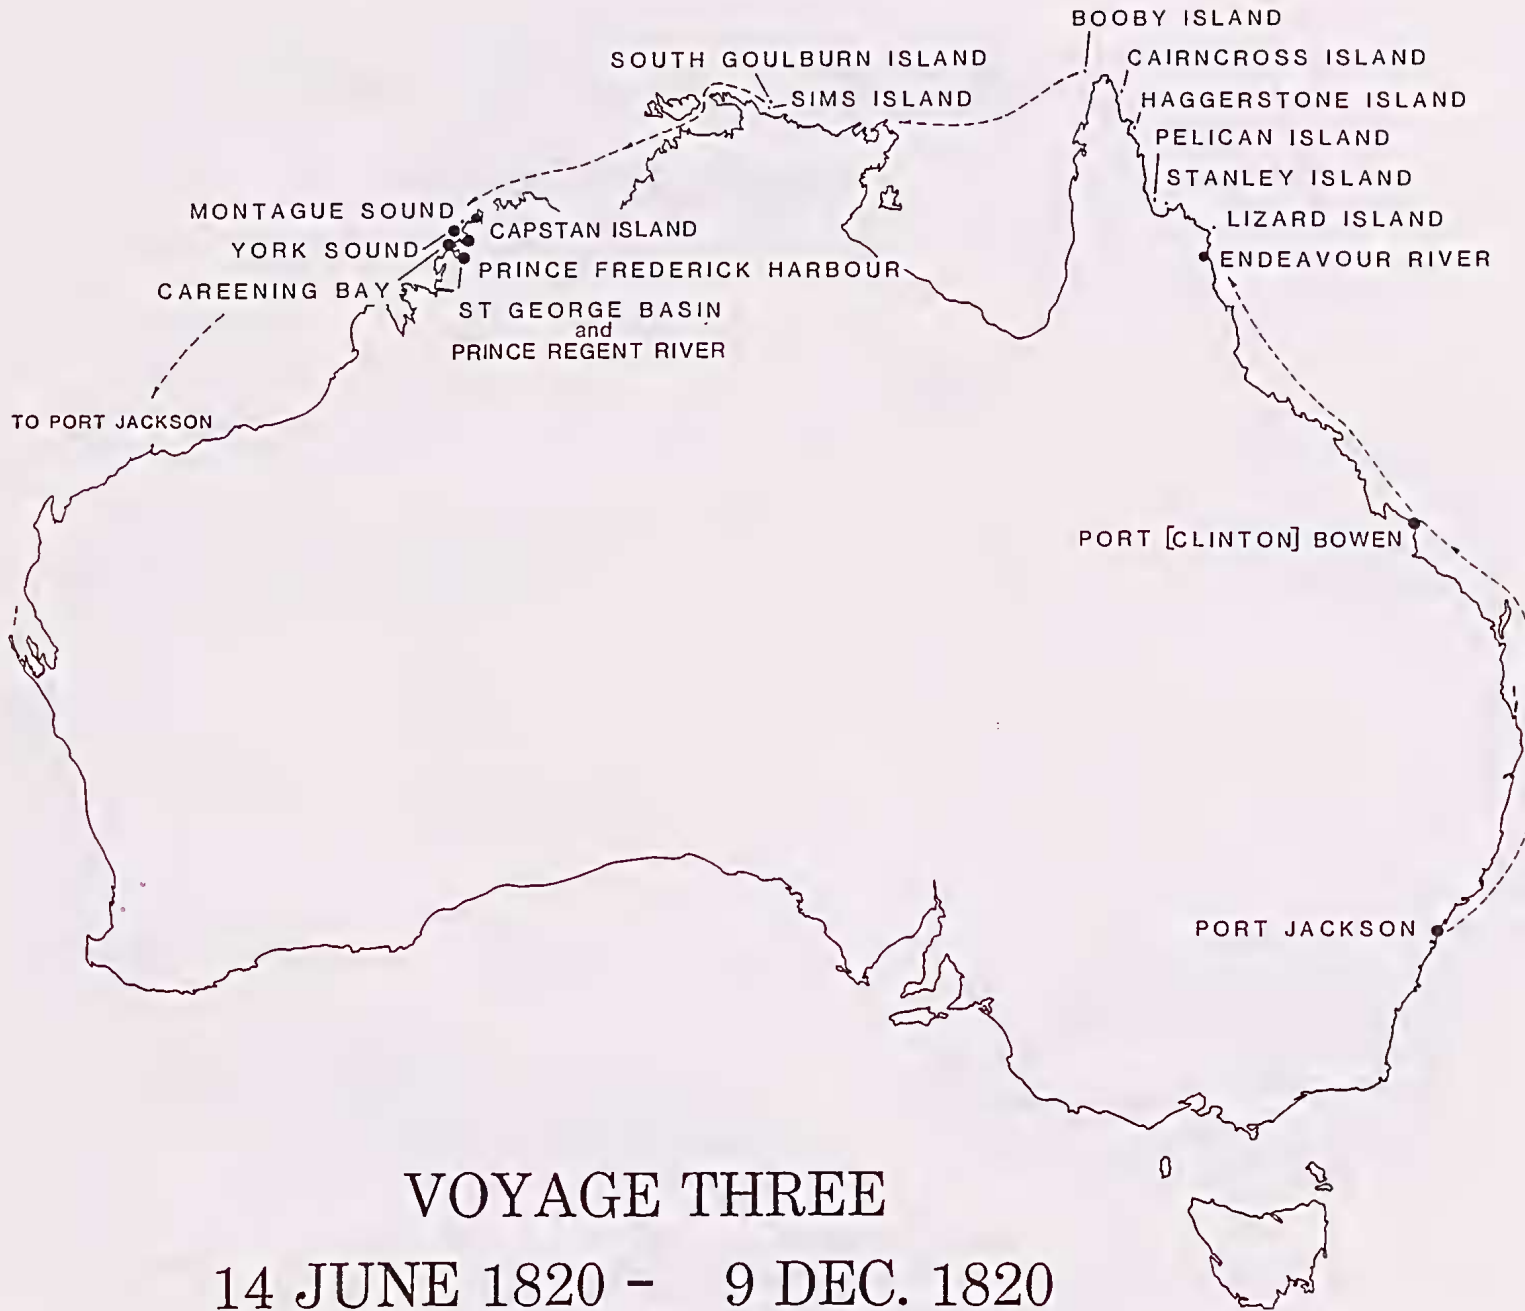 BOOBY ISLAND
SOUTH GOULBURN ISLAND
CAIRNCROSS ISLAND
SIMS ISLAND
HAGGERSTONE ISLAND
PELICAN ISLAND
STANLEY ISLAND
MONTAGUE SOUND
LIZARD ISLAND
CAPSTAN ISLAND
YORK SOUND
ENDEAVOUR RIVER
PRINCE FREDERICK HARBOUR
CAREENING BAY
ST GEORGE BASIN
and
PRINCE REGENT RIVER
TO PORT JACKSON
PORT [CLINTON] BOWEN
PORT JACKSON
VOYAGE THREE
14 JUNE 1820 - 9 DEC. 1820